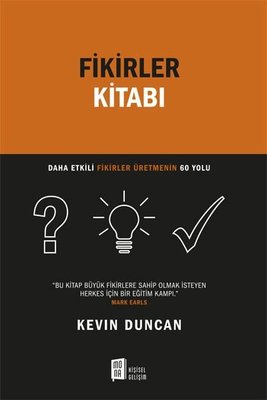 FİKİRLER
KİTABI
DAHA ETKİLİ FİKİRLER ÜRETMENİN 60 YOLU
?
"BU KİTAP BÜYÜK FİKİRLERE SAHİP OLMAK İSTEYEN
HERKES İÇİN BİR EĞİTİM KAMPI."
MARK EARLS
KEVIN DUNCAN
MO
NA
KİŞİSEL
GELİŞİM